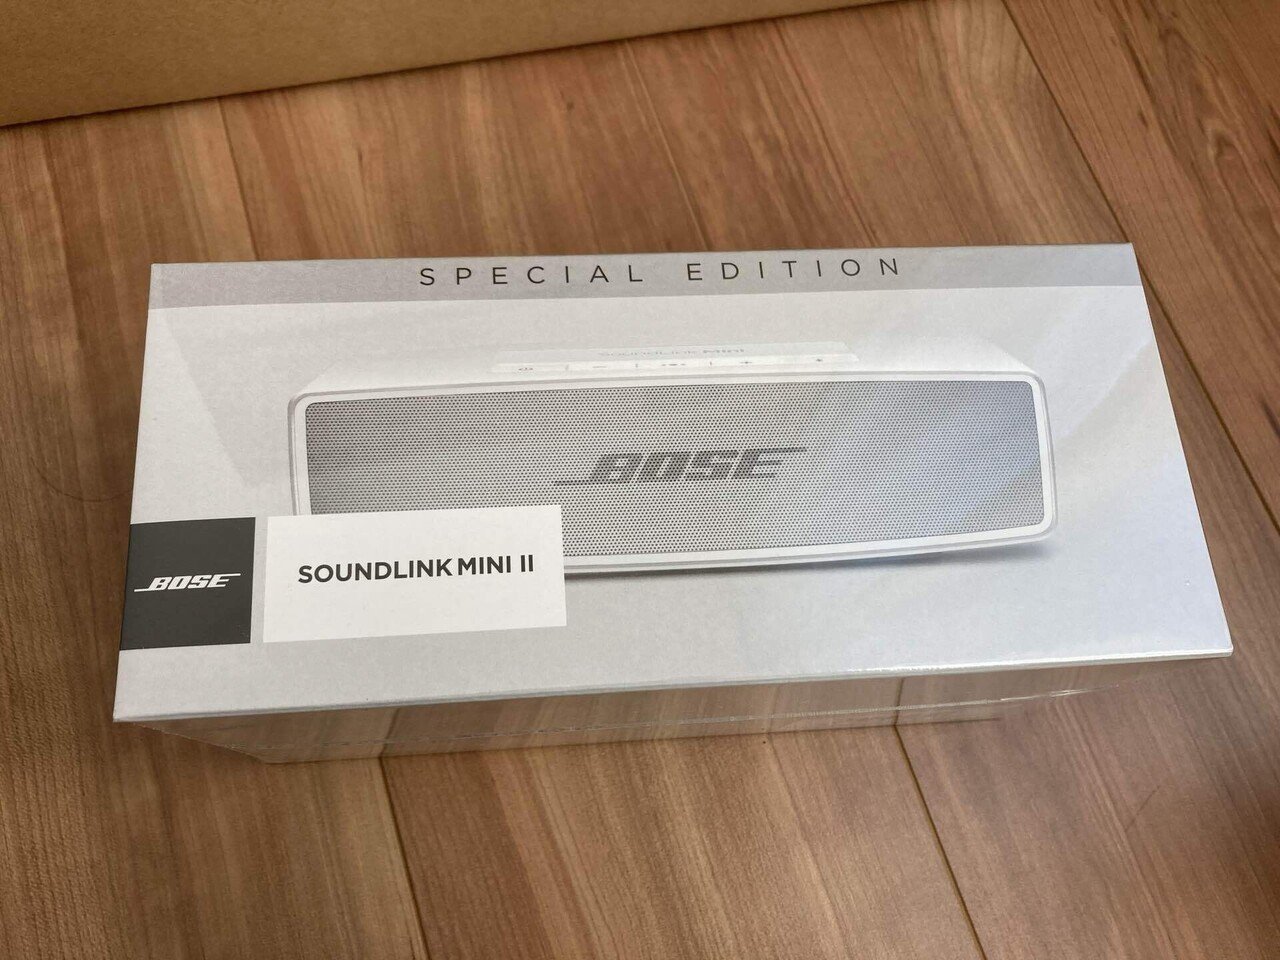 SPECIAL EDITION
SoundLink Mini
BOSE
BOSE
SOUNDLINK MINI II